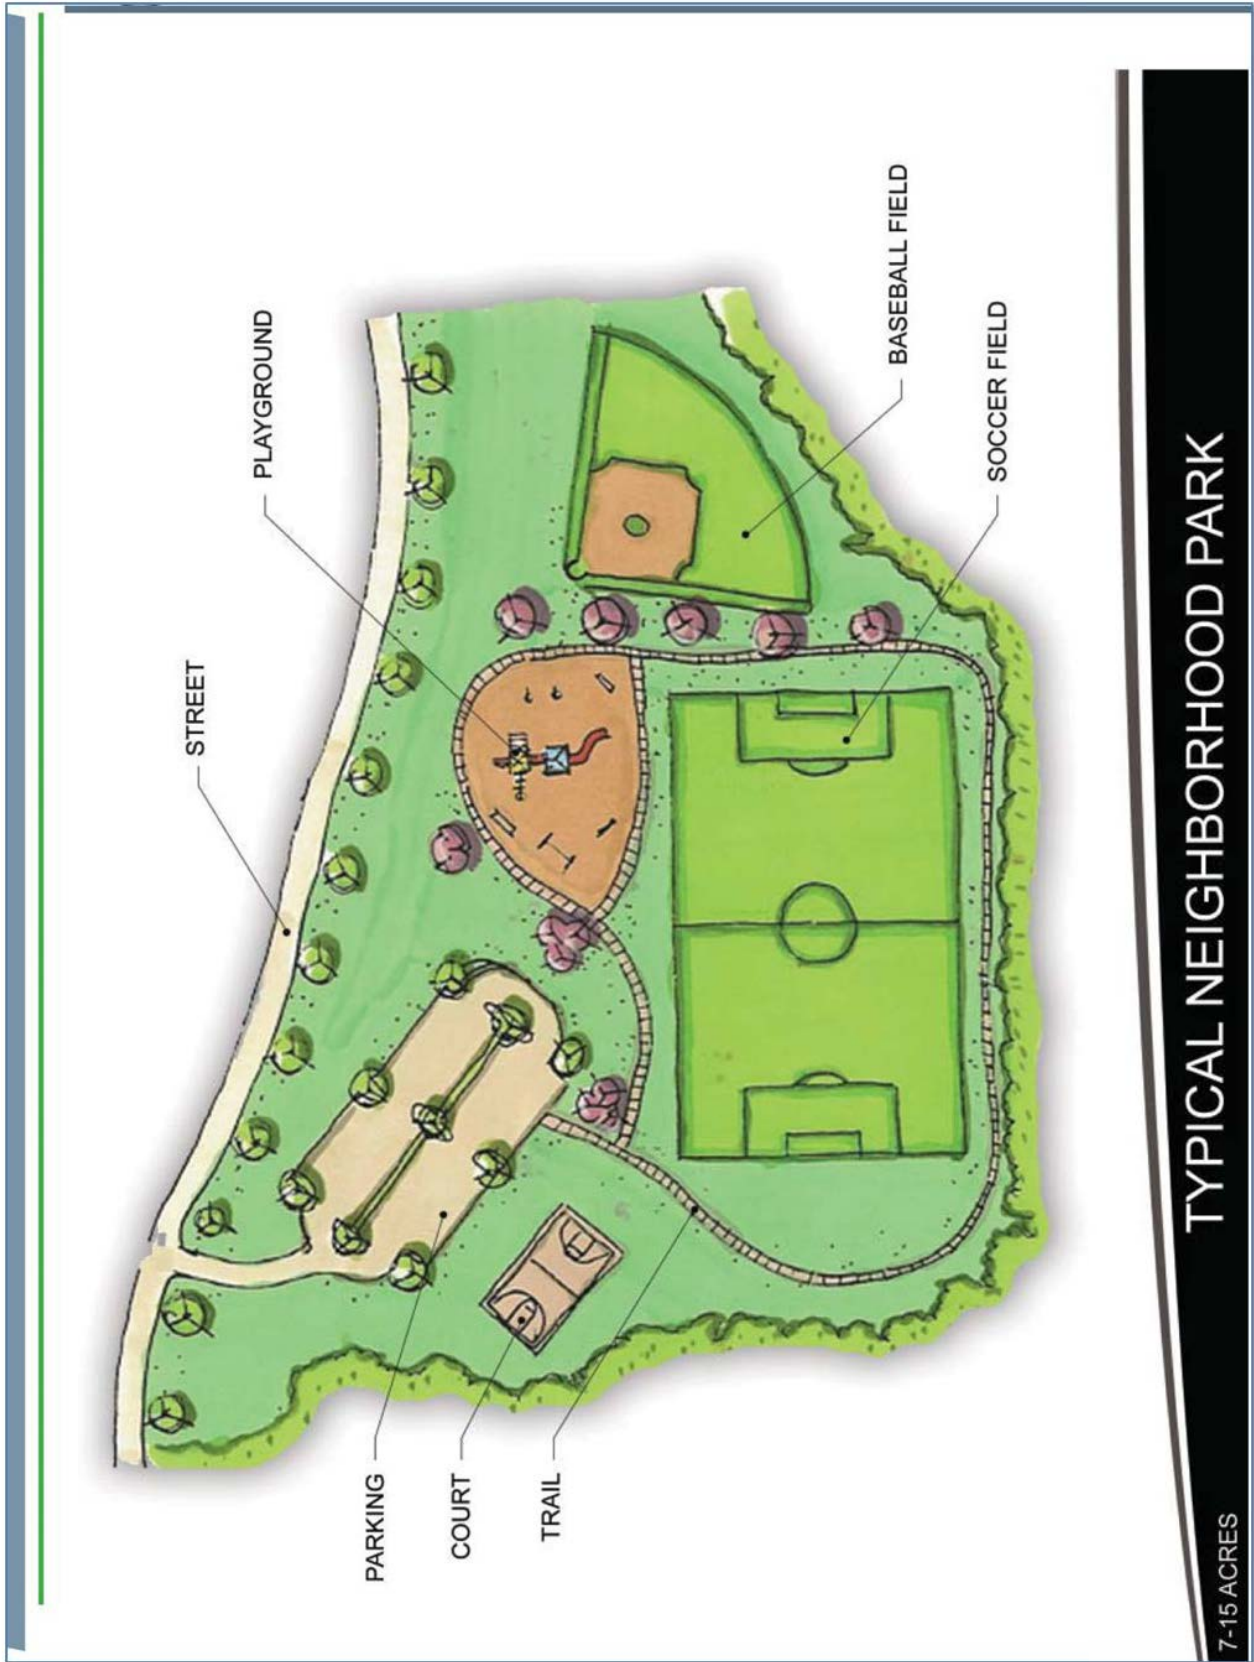 STREET
PLAYGROUND
PARKING
COURT
TRAIL
BASEBALL FIELD
SOCCER FIELD
TYPICAL NEIGHBORHOOD PARK
7-15 ACRES